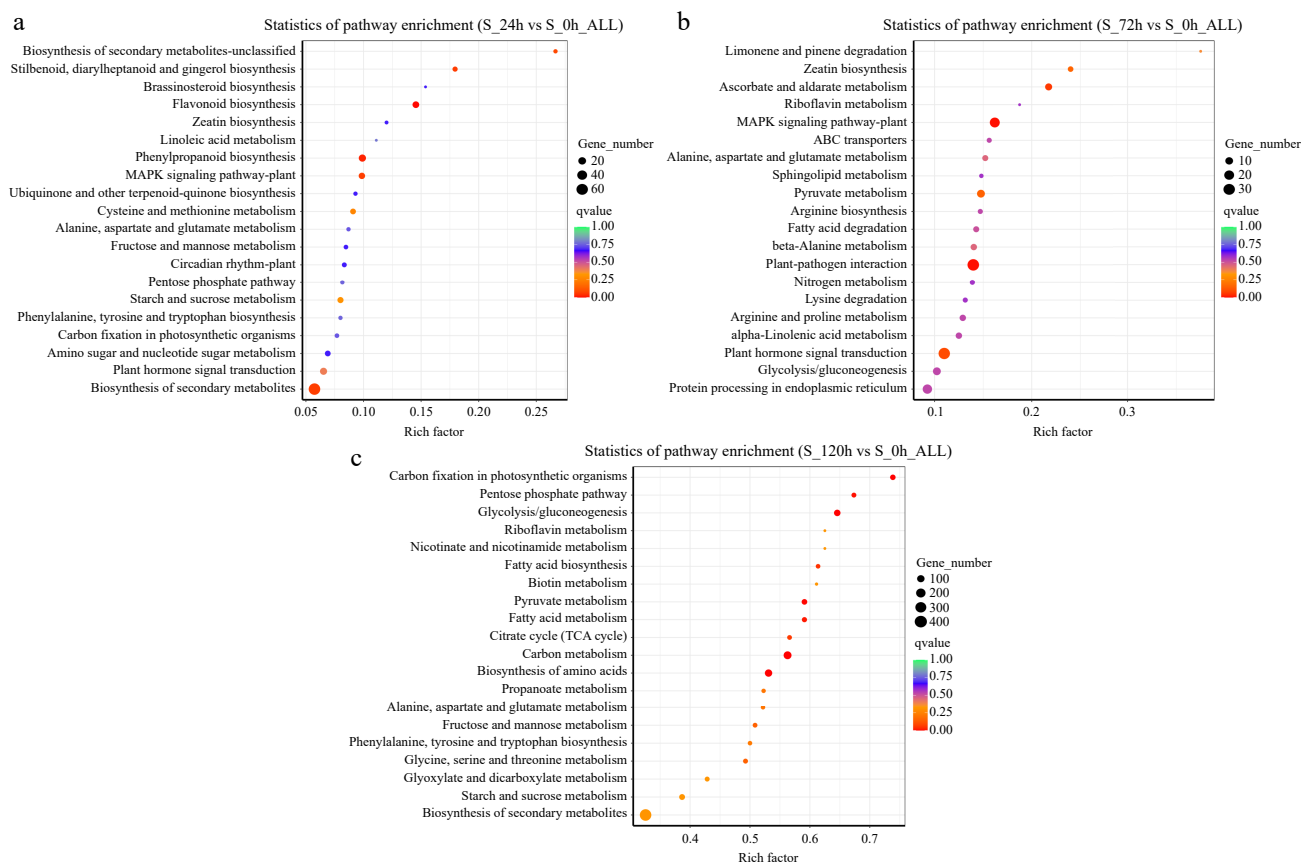 a
Statistics of pathway enrichment (S_24h vs S_0h_ALL)
Biosynthesis of secondary metabolites-unclassified
Stilbenoid, diarylheptanoid and gingerol biosynthesis
Brassinosteroid biosynthesis
Flavonoid biosynthesis
Zeatin biosynthesis
Linoleic acid metabolism
Phenylpropanoid biosynthesis
MAPK signaling pathway-plant
Ubiquinone and other terpenoid-quinone biosynthesis
Cysteine and methionine metabolism
Alanine, aspartate and glutamate metabolism
Fructose and mannose metabolism
Circadian rhythm-plant
Pentose phosphate pathway
Starch and sucrose metabolism
Phenylalanine, tyrosine and tryptophan biosynthesis
Carbon fixation in photosynthetic organisms
Amino sugar and nucleotide sugar metabolism
Plant hormone signal transduction
Biosynthesis of secondary metabolites
0.05 0.10 0.15 0.20 0.25
Rich factor
Gene_number
20
40
60
qvalue
1.00
0.75
0.50
0.25
0.00
b
Statistics of pathway enrichment (S_72h vs S_0h_ALL)
Limonene and pinene degradation
Zeatin biosynthesis
Ascorbate and aldarate metabolism
Riboflavin metabolism
MAPK signaling pathway-plant
ABC transporters
Alanine, aspartate and glutamate metabolism
Sphingolipid metabolism
Pyruvate metabolism
Arginine biosynthesis
Fatty acid degradation
beta-Alanine metabolism
Plant-pathogen interaction
Nitrogen metabolism
Lysine degradation
Arginine and proline metabolism
alpha-Linolenic acid metabolism
Plant hormone signal transduction
Glycolysis/gluconeogenesis
Protein processing in endoplasmic reticulum
0.1 0.2 0.3
Rich factor
Gene_number
10
20
30
qvalue
1.00
0.75
0.50
0.25
0.00
c
Statistics of pathway enrichment (S_120h vs S_0h_ALL)
Carbon fixation in photosynthetic organisms
Pentose phosphate pathway
Glycolysis/gluconeogenesis
Riboflavin metabolism
Nicotinate and nicotinamide metabolism
Fatty acid biosynthesis
Biotin metabolism
Pyruvate metabolism
Fatty acid metabolism
Citrate cycle (TCA cycle)
Carbon metabolism
Biosynthesis of amino acids
Propanoate metabolism
Alanine, aspartate and glutamate metabolism
Fructose and mannose metabolism
Phenylalanine, tyrosine and tryptophan biosynthesis
Glycine, serine and threonine metabolism
Glyoxylate and dicarboxylate metabolism
Starch and sucrose metabolism
Biosynthesis of secondary metabolites
0.4 0.5 0.6 0.7
Rich factor
Gene_number
100
200
300
400
qvalue
1.00
0.75
0.50
0.25
0.00